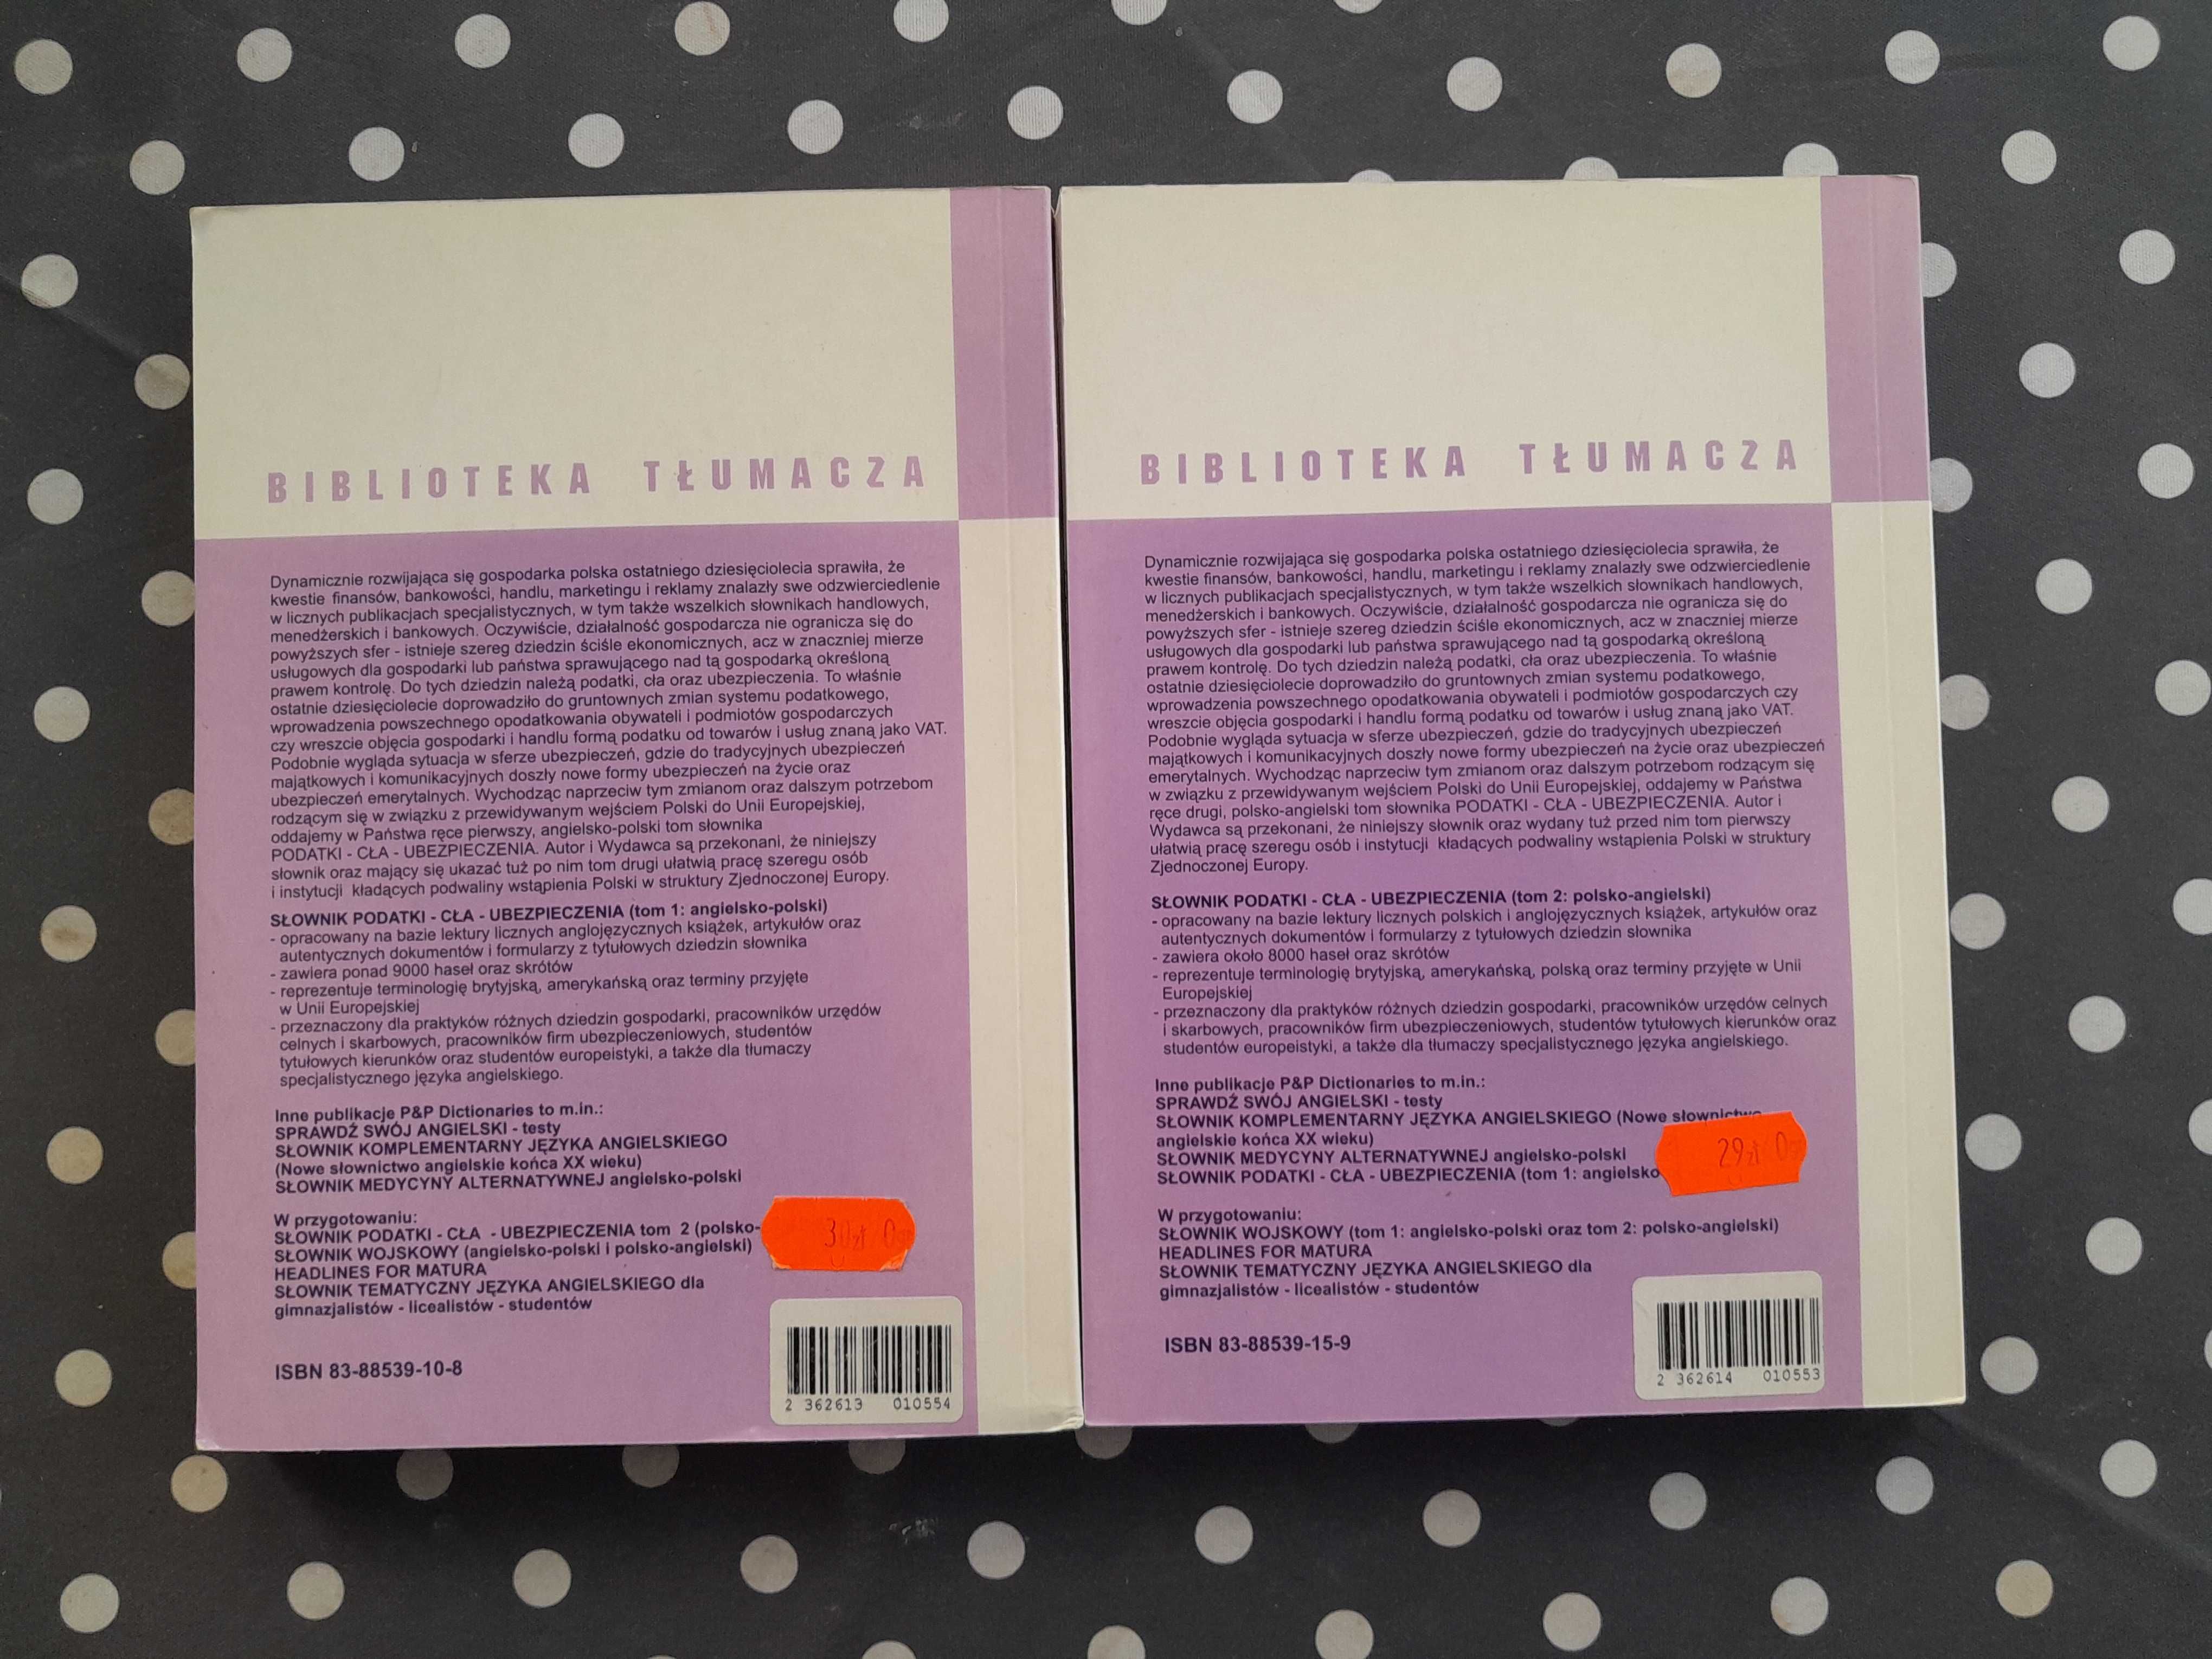 BIBLIOTEKA TŁUMACZA
Dynamicznie rozwijająca się gospodarka polska ostatniego dziesięciolecia sprawiła, że
kwestie finansów, bankowości, handlu, marketingu i reklamy znalazły swe odzwierciedlenie
w licznych publikacjach specjalistycznych, w tym także wszelkich słownikach handlowych,
menedżerskich i bankowych. Oczywiście, działalność gospodarcza nie ogranicza się do
powyższych sfer - istnieje szereg dziedzin ściśle ekonomicznych, acz w znacznej mierze
usługowych dla gospodarki lub państwa sprawującego nad tą gospodarką określoną
prawem kontrolę. Do tych dziedzin należą podatki, cła oraz ubezpieczenia. To właśnie
ostatnie dziesięciolecie doprowadziło do gruntownych zmian systemu podatkowego,
wprowadzenia powszechnego opodatkowania obywateli i podmiotów gospodarczych
czy wreszcie objęcia gospodarki i handlu formą podatku od towarów i usług znaną jako VAT.
Podobnie wygląda sytuacja w sferze ubezpieczeń, gdzie do tradycyjnych ubezpieczeń
majątkowych i komunikacyjnych doszły nowe formy ubezpieczeń na życie oraz
ubezpieczeń emerytalnych. Wychodząc naprzeciw tym zmianom oraz dalszym potrzebom
rodzącym się w związku z przewidywanym wejściem Polski do Unii Europejskiej,
oddajemy w Państwa ręce pierwszy, angielsko-polski tom słownika
PODATKI - CŁA - UBEZPIECZENIA. Autor i Wydawca są przekonani, że niniejszy
słownik oraz mający się ukazać tuż po nim tom drugi ułatwią pracę szeregu osób
i instytucji kładących podwaliny wstąpienia Polski w struktury Zjednoczonej Europy.
SŁOWNIK PODATKI - CŁA - UBEZPIECZENIA (tom 1: angielsko-polski)
- opracowany na bazie lektury licznych anglojęzycznych książek, artykułów oraz
autentycznych dokumentów i formularzy z tytułowych dziedzin słownika
- zawiera ponad 9000 haseł oraz skrótów
- reprezentuje terminologię brytyjską, amerykańską oraz terminy przyjęte
w Unii Europejskiej
- przeznaczony dla praktyków różnych dziedzin gospodarki, pracowników urzędów
celnych i skarbowych, pracowników firm ubezpieczeniowych, studentów
tytułowych kierunków oraz studentów europeistyki, a także dla tłumaczy
specjalistycznego języka angielskiego.
Inne publikacje P&P Dictionaries to m.in.:
SPRAWDŹ SWÓJ ANGIELSKI - testy
SŁOWNIK KOMPLEMENTARNY JĘZYKA ANGIELSKIEGO
(Nowe słownictwo angielskie końca XX wieku)
SŁOWNIK MEDYCYNY ALTERNATYWNEJ angielsko-polski
W przygotowaniu:
SŁOWNIK PODATKI - CŁA - UBEZPIECZENIA tom 2 (polsko-
SŁOWNIK WOJSKOWY (angielsko-polski i polsko-angielski)
HEADLINES FOR MATURA
SŁOWNIK TEMATYCZNY JĘZYKA ANGIELSKIEGO dla
gimnazjalistów - licealistów - studentów
30zł 0gr
ISBN 83-88539-10-8
2 362613 010554
BIBLIOTEKA TŁUMACZA
Dynamicznie rozwijająca się gospodarka polska ostatniego dziesięciolecia sprawiła, że
kwestie finansów, bankowości, handlu, marketingu i reklamy znalazły swe odzwierciedlenie
w licznych publikacjach specjalistycznych, w tym także wszelkich słownikach handlowych,
menedżerskich i bankowych. Oczywiście, działalność gospodarcza nie ogranicza się do
powyższych sfer - istnieje szereg dziedzin ściśle ekonomicznych, acz w znacznej mierze
usługowych dla gospodarki lub państwa sprawującego nad tą gospodarką określoną
prawem kontrolę. Do tych dziedzin należą podatki, cła oraz ubezpieczenia. To właśnie
ostatnie dziesięciolecie doprowadziło do gruntownych zmian systemu podatkowego,
wprowadzenia powszechnego opodatkowania obywateli i podmiotów gospodarczych czy
wreszcie objęcia gospodarki i handlu formą podatku od towarów i usług znaną jako VAT.
Podobnie wygląda sytuacja w sferze ubezpieczeń, gdzie do tradycyjnych ubezpieczeń
majątkowych i komunikacyjnych doszły nowe formy ubezpieczeń na życie oraz ubezpieczeń
emerytalnych. Wychodząc naprzeciw tym zmianom oraz dalszym potrzebom rodzącym się
w związku z przewidywanym wejściem Polski do Unii Europejskiej, oddajemy w Państwa
ręce drugi, polsko-angielski tom słownika PODATKI - CŁA - UBEZPIECZENIA. Autor i
Wydawca są przekonani, że niniejszy słownik oraz wydany tuż przed nim tom pierwszy
ułatwią pracę szeregu osób i instytucji kładących podwaliny wstąpienia Polski w struktury
Zjednoczonej Europy.
SŁOWNIK PODATKI - CŁA - UBEZPIECZENIA (tom 2: polsko-angielski)
- opracowany na bazie lektury licznych polskich i anglojęzycznych książek, artykułów oraz
autentycznych dokumentów i formularzy z tytułowych dziedzin słownika
- zawiera około 8000 haseł oraz skrótów
- reprezentuje terminologię brytyjską, amerykańską, polską oraz terminy przyjęte w Unii
Europejskiej
- przeznaczony dla praktyków różnych dziedzin gospodarki, pracowników urzędów celnych
i skarbowych, pracowników firm ubezpieczeniowych, studentów tytułowych kierunków oraz
studentów europeistyki, a także dla tłumaczy specjalistycznego języka angielskiego.
Inne publikacje P&P Dictionaries to m.in.:
SPRAWDŹ SWÓJ ANGIELSKI - testy
SŁOWNIK KOMPLEMENTARNY JĘZYKA ANGIELSKIEGO (Nowe słownictwo
angielskie końca XX wieku)
SŁOWNIK MEDYCYNY ALTERNATYWNEJ angielsko-polski
SŁOWNIK PODATKI - CŁA - UBEZPIECZENIA (tom 1: angielsko
29zł 0gr
W przygotowaniu:
SŁOWNIK WOJSKOWY (tom 1: angielsko-polski oraz tom 2: polsko-angielski)
HEADLINES FOR MATURA
SŁOWNIK TEMATYCZNY JĘZYKA ANGIELSKIEGO dla
gimnazjalistów - licealistów - studentów
ISBN 83-88539-15-9
2 362614 010553